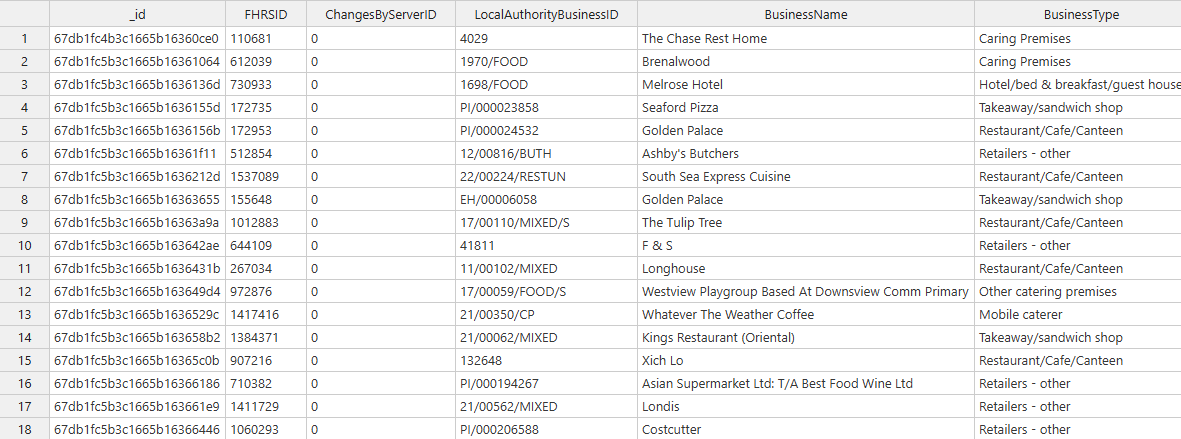 _id FHRSID ChangesByServerID LocalAuthorityBusinessID BusinessName BusinessType
1 67db1fc4b3c1665b16360ce0 110681 0 4029 The Chase Rest Home Caring Premises
2 67db1fc5b3c1665b16361064 612039 0 1970/FOOD Brenalwood Caring Premises
3 67db1fc5b3c1665b1636136d 730933 0 1698/FOOD Melrose Hotel Hotel/bed & breakfast/guest house
4 67db1fc5b3c1665b1636155d 172735 0 PI/000023858 Seaford Pizza Takeaway/sandwich shop
5 67db1fc5b3c1665b1636156b 172953 0 PI/000024532 Golden Palace Restaurant/Cafe/Canteen
6 67db1fc5b3c1665b16361f11 512854 0 12/00816/BUTH Ashby's Butchers Retailers - other
7 67db1fc5b3c1665b1636212d 1537089 0 22/00224/RESTUN South Sea Express Cuisine Restaurant/Cafe/Canteen
8 67db1fc5b3c1665b16363655 155648 0 EH/00006058 Golden Palace Takeaway/sandwich shop
9 67db1fc5b3c1665b16363a9a 1012883 0 17/00110/MIXED/S The Tulip Tree Restaurant/Cafe/Canteen
10 67db1fc5b3c1665b163642ae 644109 0 41811 F & S Retailers - other
11 67db1fc5b3c1665b1636431b 267034 0 11/00102/MIXED Longhouse Restaurant/Cafe/Canteen
12 67db1fc5b3c1665b163649d4 972876 0 17/00059/FOOD/S Westview Playgroup Based At Downsview Comm Primary Other catering premises
13 67db1fc5b3c1665b1636529c 1417416 0 21/00350/CP Whatever The Weather Coffee Mobile caterer
14 67db1fc5b3c1665b163658b2 1384371 0 21/00062/MIXED Kings Restaurant (Oriental) Takeaway/sandwich shop
15 67db1fc5b3c1665b16365c0b 907216 0 132648 Xich Lo Restaurant/Cafe/Canteen
16 67db1fc5b3c1665b16366186 710382 0 PI/000194267 Asian Supermarket Ltd: T/A Best Food Wine Ltd Retailers - other
17 67db1fc5b3c1665b163661e9 1411729 0 21/00562/MIXED Londis Retailers - other
18 67db1fc5b3c1665b16366446 1060293 0 PI/000206588 Costcutter Retailers - other